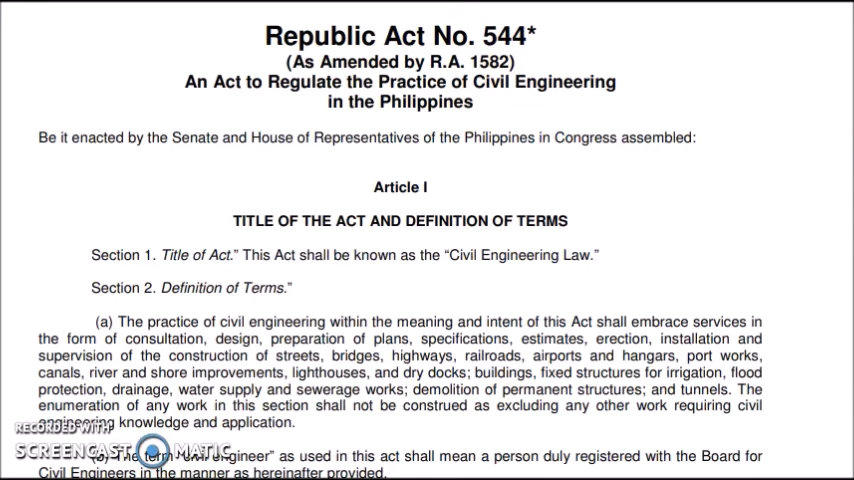 Republic Act No. 544*
(As Amended by R.A. 1582)
An Act to Regulate the Practice of Civil Engineering
in the Philippines
Be it enacted by the Senate and House of Representatives of the Philippines in Congress assembled:
Article I
TITLE OF THE ACT AND DEFINITION OF TERMS
Section 1. Title of Act.” This Act shall be known as the “Civil Engineering Law.”
Section 2. Definition of Terms.”
(a) The practice of civil engineering within the meaning and intent of this Act shall embrace services in
the form of consultation, design, preparation of plans, specifications, estimates, erection, installation and
supervision of the construction of streets, bridges, highways, railroads, airports and hangars, port works,
canals, river and shore improvements, lighthouses, and dry docks; buildings, fixed structures for irrigation, flood
protection, drainage, water supply and sewerage works; demolition of permanent structures; and tunnels. The
enumeration of any work in this section shall not be construed as excluding any other work requiring civil
engineering knowledge and application.
RECORDED WITH
SCREENCAST MATIC
(b) The term “civil engineer” as used in this act shall mean a person duly registered with the Board for
Civil Engineers in the manner as hereinafter provided.